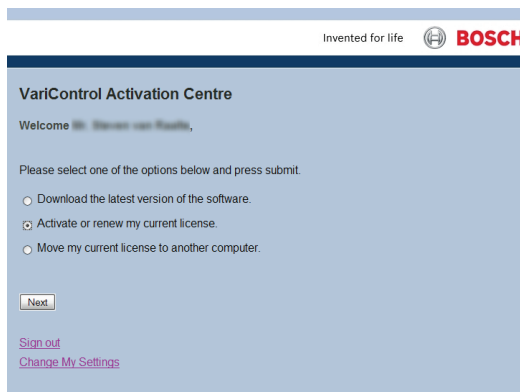 Invented for life BOSCH
VariControl Activation Centre
Welcome
Please select one of the options below and press submit.
Download the latest version of the software.
Activate or renew my current license.
Move my current license to another computer.
Next
Sign out
Change My Settings